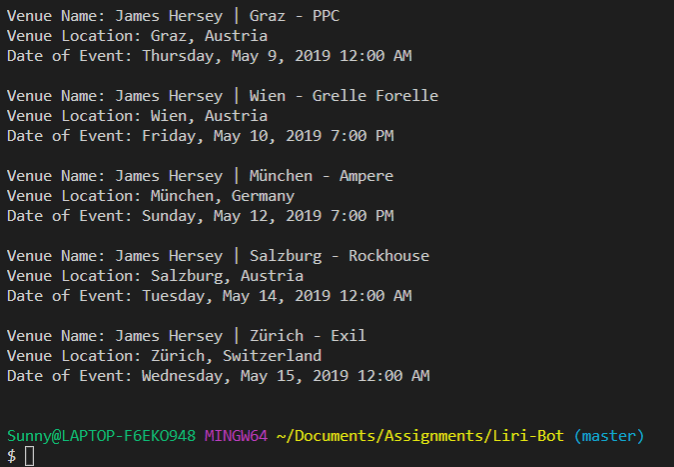 Venue Name: James Hersey | Graz - PPC
Venue Location: Graz, Austria
Date of Event: Thursday, May 9, 2019 12:00 AM
Venue Name: James Hersey | Wien - Grelle Forelle
Venue Location: Wien, Austria
Date of Event: Friday, May 10, 2019 7:00 PM
Venue Name: James Hersey | München - Ampere
Venue Location: München, Germany
Date of Event: Sunday, May 12, 2019 7:00 PM
Venue Name: James Hersey | Salzburg - Rockhouse
Venue Location: Salzburg, Austria
Date of Event: Tuesday, May 14, 2019 12:00 AM
Venue Name: James Hersey | Zürich - Exil
Venue Location: Zürich, Switzerland
Date of Event: Wednesday, May 15, 2019 12:00 AM
Sunny@LAPTOP-F6EKO948 MINGW64 ~/Documents/Assignments/Liri-Bot (master)
$